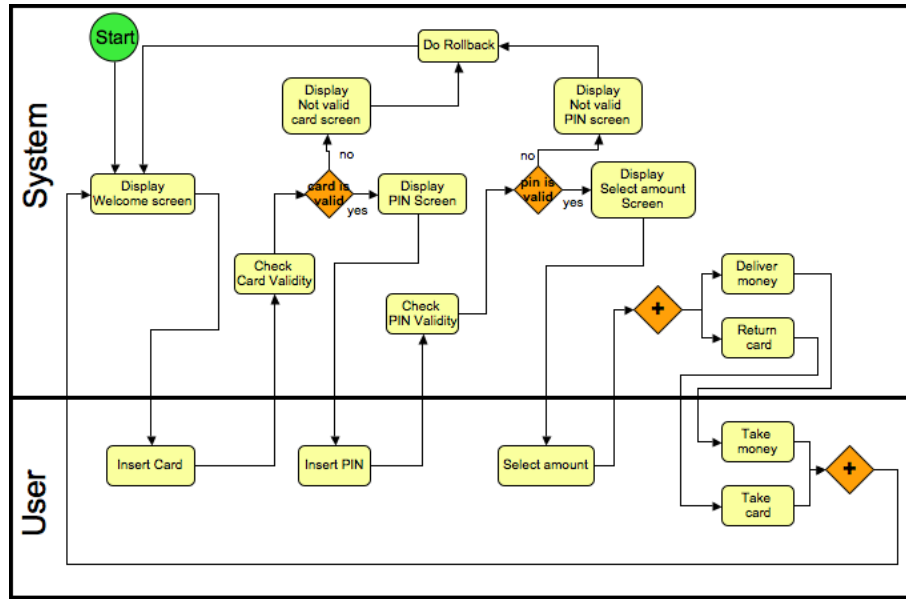 System
Start
Do Rollback
Display
Not valid
card screen
Display
Not valid
PIN screen
no
no
Display
Welcome screen
card is
valid
yes
Display
PIN Screen
pin is
valid
yes
Display
Select amount
Screen
Check
Card Validity
Check
PIN Validity
+
Deliver
money
Return
card
User
Insert Card
Insert PIN
Select amount
Take
money
Take
card
+